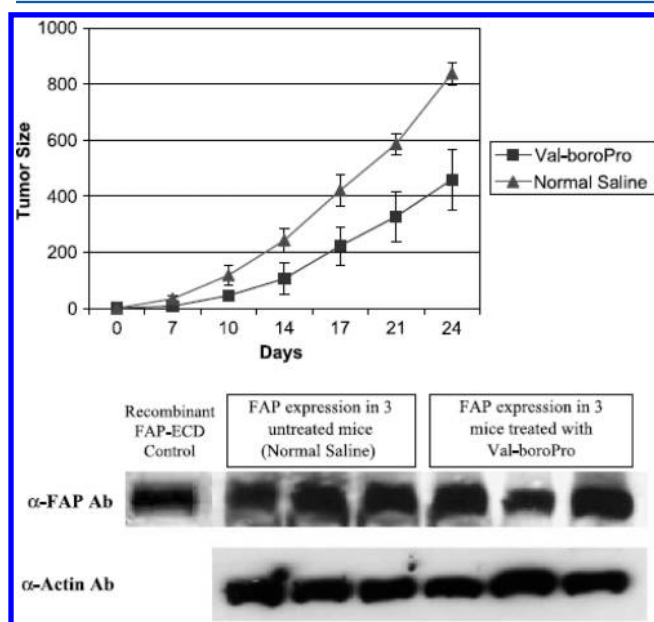 1000
800
600
400
200
0
Tumor Size
0 7 10 14 17 21 24
Days
Val-boroPro
Normal Saline
Recombinant
FAP-ECD
Control
FAP expression in 3
untreated mice
(Normal Saline)
FAP expression in 3
mice treated with
Val-boroPro
α-FAP Ab
α-Actin Ab